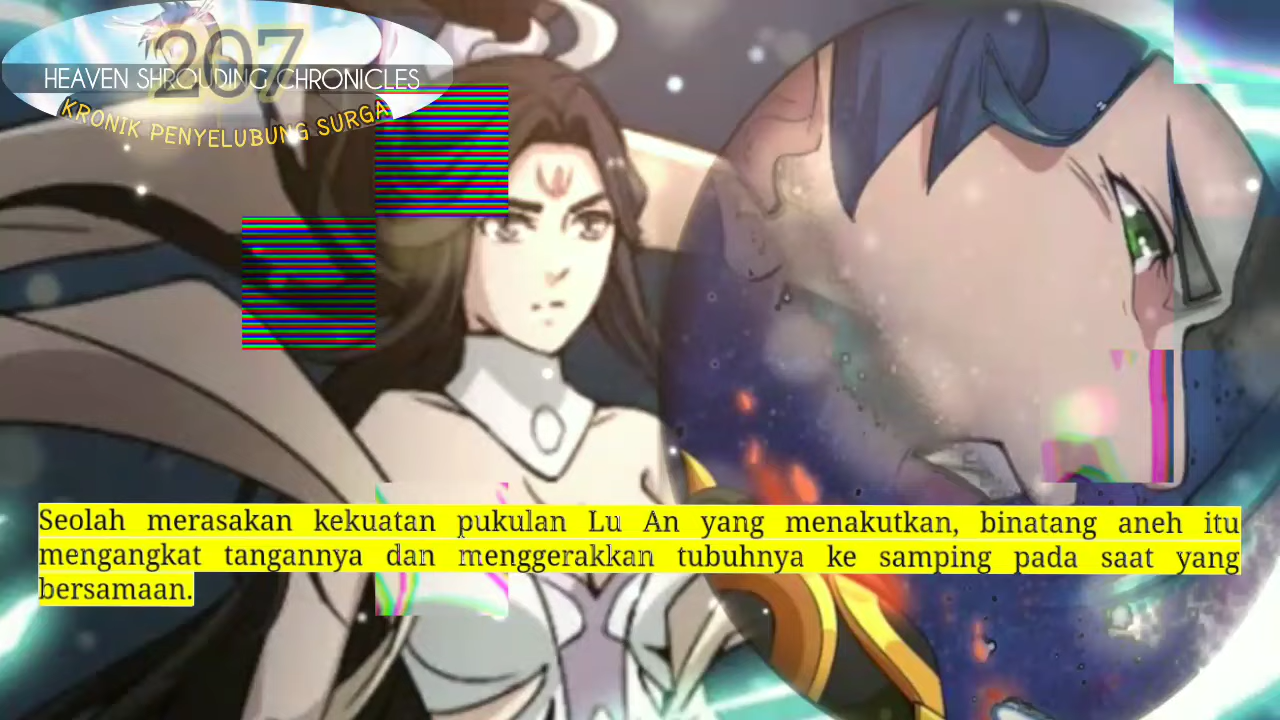 207
HEAVEN SHROUDING CHRONICLES
KRONIK PENYELUBUNG SURGA
Seolah merasakan kekuatan pukulan Lu An yang menakutkan, binatang aneh itu
mengangkat tangannya dan menggerakkan tubuhnya ke samping pada saat yang
bersamaan.